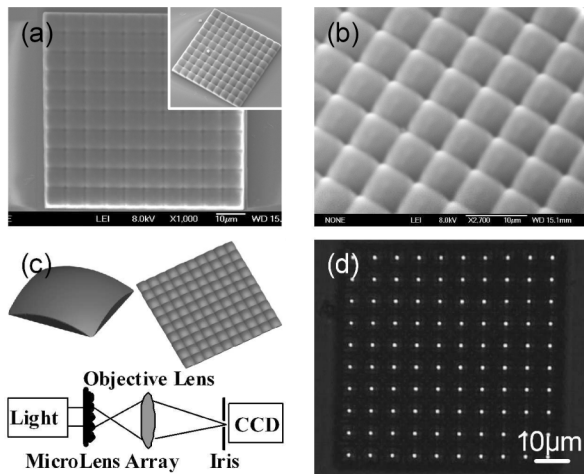 (a)
E LEI 8.0kV X1,000 10μm WD 15.
(b)
NONE LEI 8.0kV X2,700 10μm WD 15.1mm
(c)
Objective Lens
Light
CCD
MicroLens Array Iris
(d)
10μm